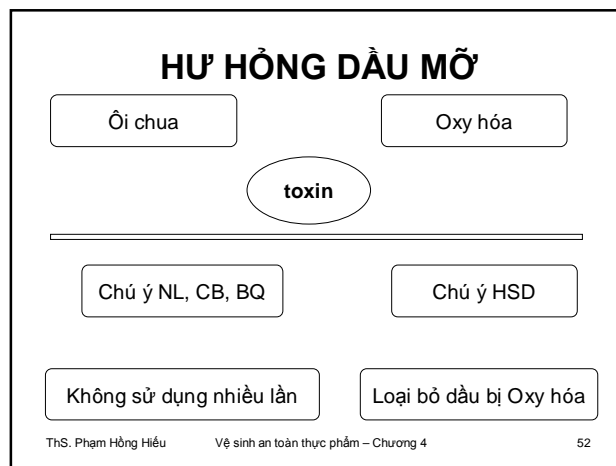 HƯ HỎNG DẦU MỠ
Ôi chua
Oxy hóa
toxin
Chú ý NL, CB, BQ
Chú ý HSD
Không sử dụng nhiều lần
Loại bỏ dầu bị Oxy hóa
ThS. Phạm Hồng Hiếu
Vệ sinh an toàn thực phẩm – Chương 4
52